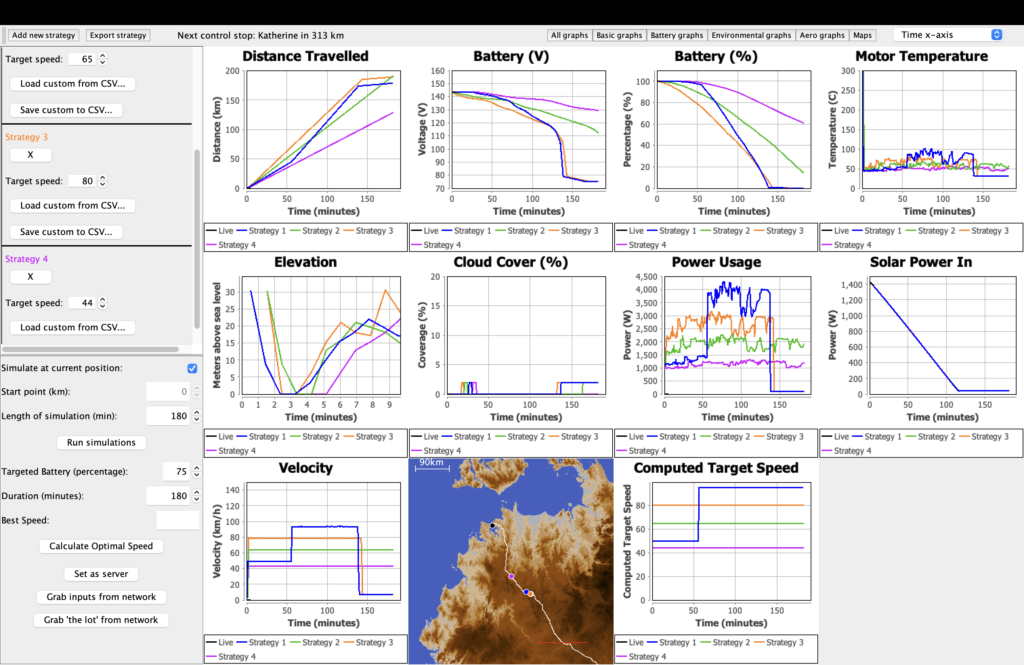 Add new strategy
Export strategy
Next control stop: Katherine in 313 km
All graphs
Basic graphs
Battery graphs
Environmental graphs
Aero graphs
Maps
Time x-axis
Target speed: 65
Load custom from CSV...
Save custom to CSV...
Strategy 3
X
Target speed: 80
Load custom from CSV...
Save custom to CSV...
Strategy 4
X
Target speed: 44
Load custom from CSV...
Simulate at current position:
Start point (km): 0
Length of simulation (min): 180
Run simulations
Targeted Battery (percentage): 75
Duration (minutes): 180
Best Speed:
Calculate Optimal Speed
Set as server
Grab inputs from network
Grab 'the lot' from network
Distance Travelled
Distance (km)
200
150
100
50
0
0 50 100 150
Time (minutes)
Live Strategy 1 Strategy 2 Strategy 3
Strategy 4
Battery (V)
Voltage (V)
160
150
140
130
120
110
100
90
80
70
0 50 100 150
Time (minutes)
Live Strategy 1 Strategy 2 Strategy 3
Strategy 4
Battery (%)
Percentage (%)
100
80
60
40
20
0
0 50 100 150
Time (minutes)
Live Strategy 1 Strategy 2 Strategy 3
Strategy 4
Motor Temperature
Temperature (C)
300
250
200
150
100
50
0
0 50 100 150
Time (minutes)
Live Strategy 1 Strategy 2 Strategy 3
Strategy 4
Elevation
Meters above sea level
30
25
20
15
10
5
0
0 1 2 3 4 5 6 7 8 9
Time (minutes)
Live Strategy 1 Strategy 2 Strategy 3
Strategy 4
Cloud Cover (%)
Coverage (%)
20
15
10
5
0
0 50 100 150
Time (minutes)
Live Strategy 1 Strategy 2 Strategy 3
Strategy 4
Power Usage
Power (W)
4,500
4,000
3,500
3,000
2,500
2,000
1,500
1,000
500
0
0 50 100 150
Time (minutes)
Live Strategy 1 Strategy 2 Strategy 3
Strategy 4
Solar Power In
Power (W)
1,400
1,200
1,000
800
600
400
200
0
0 50 100 150
Time (minutes)
Live Strategy 1 Strategy 2 Strategy 3
Strategy 4
Velocity
Velocity (km/h)
140
120
100
80
60
40
20
0
0 50 100 150
Time (minutes)
Live Strategy 1 Strategy 2 Strategy 3
Strategy 4
90km
Computed Target Speed
Computed Target Speed
80
60
40
20
0
0 50 100 150
Time (minutes)
Live Strategy 1 Strategy 2 Strategy 3
Strategy 4